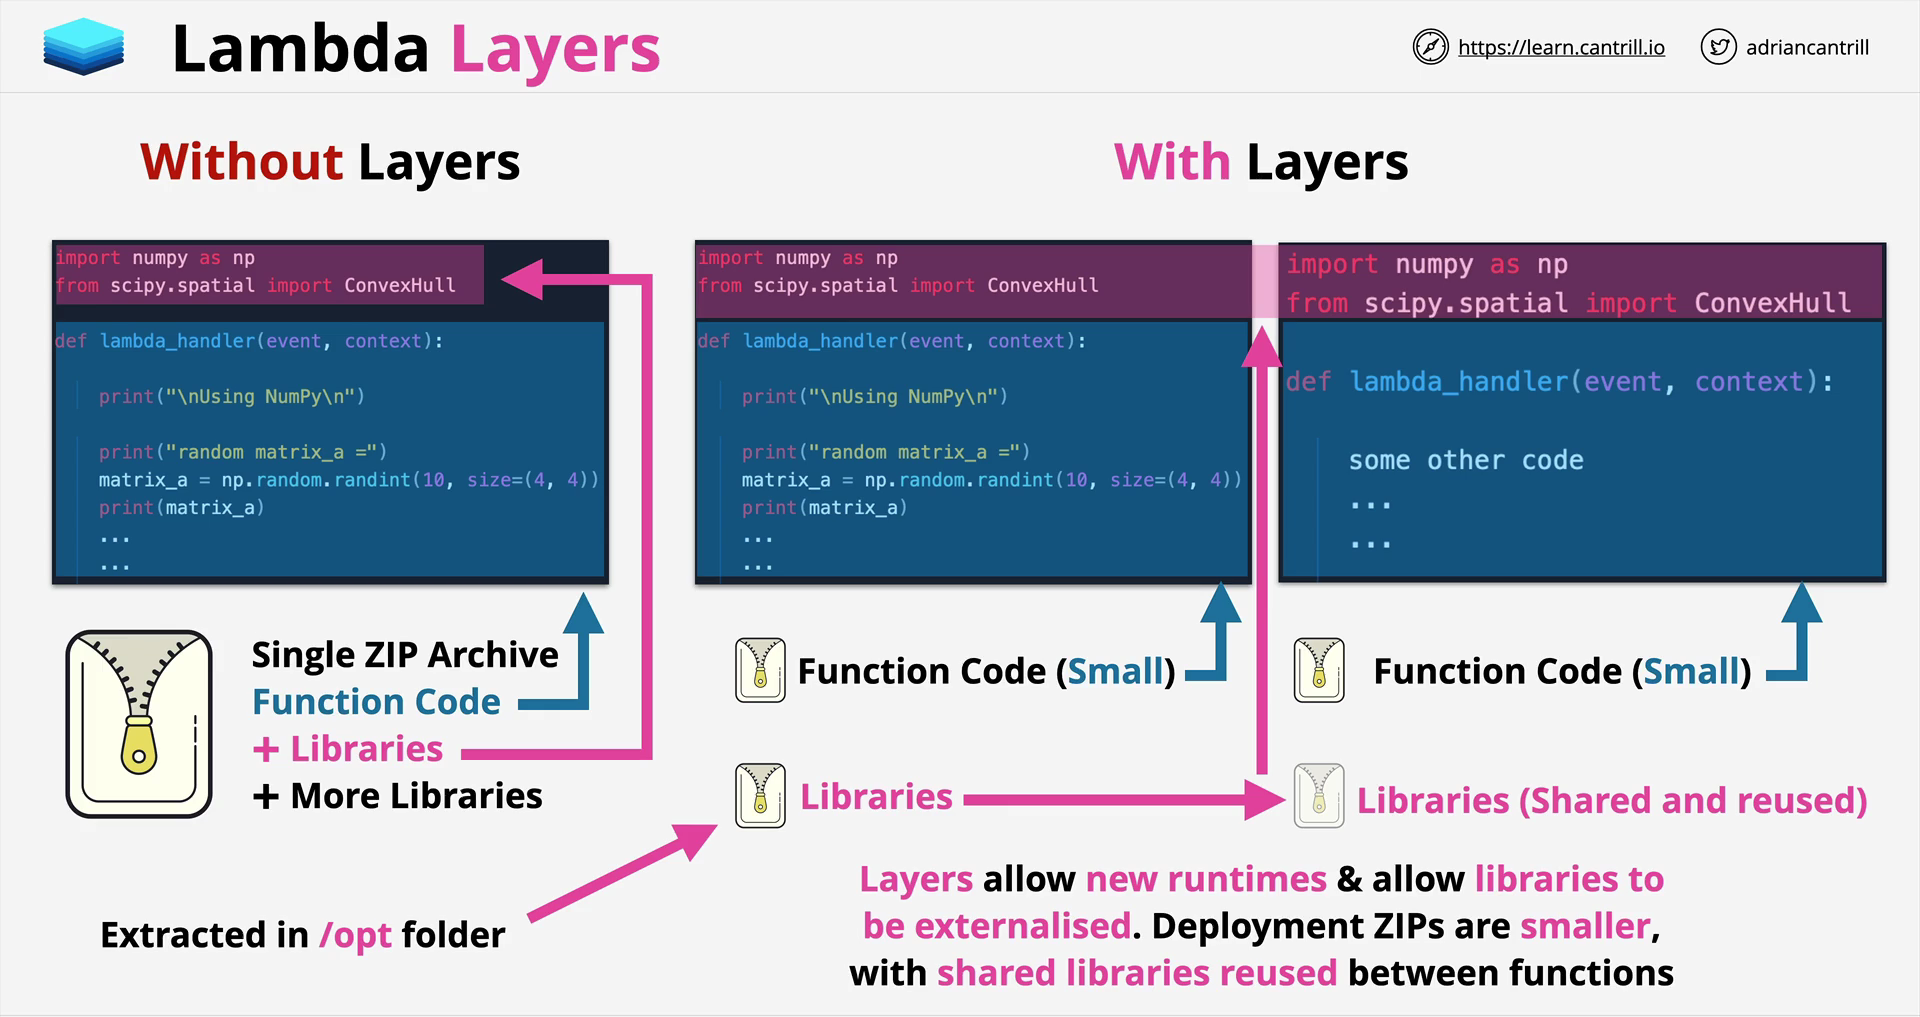 Lambda Layers
https://learn.cantrill.io
adriancantrill
Without Layers
import numpy as np
from scipy.spatial import ConvexHull
def lambda_handler(event, context):
print("\nUsing NumPy\n")
print("random matrix_a =")
matrix_a = np.random.randint(10, size=(4, 4))
print(matrix_a)
...
...
Single ZIP Archive
Function Code
+ Libraries
+ More Libraries
Extracted in /opt folder
With Layers
import numpy as np
from scipy.spatial import ConvexHull
def lambda_handler(event, context):
print("\nUsing NumPy\n")
print("random matrix_a =")
matrix_a = np.random.randint(10, size=(4, 4))
print(matrix_a)
...
...
import numpy as np
from scipy.spatial import ConvexHull
def lambda_handler(event, context):
some other code
...
...
Function Code (Small)
Function Code (Small)
Libraries
Libraries (Shared and reused)
Layers allow new runtimes & allow libraries to
be externalised. Deployment ZIPs are smaller,
with shared libraries reused between functions